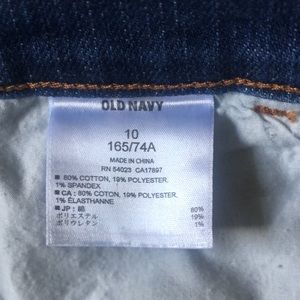 OLD NAVY
10
165/74A
MADE IN CHINA
RN 54023 CA17897
■ 80% COTTON, 19% POLYESTER,
1% SPANDEX
■ CA : 80% COTON, 19% POLYESTER,
1% ÉLASTHANNE
■ JP : 綿 80%
ポリエステル 19%
ポリウレタン 1%